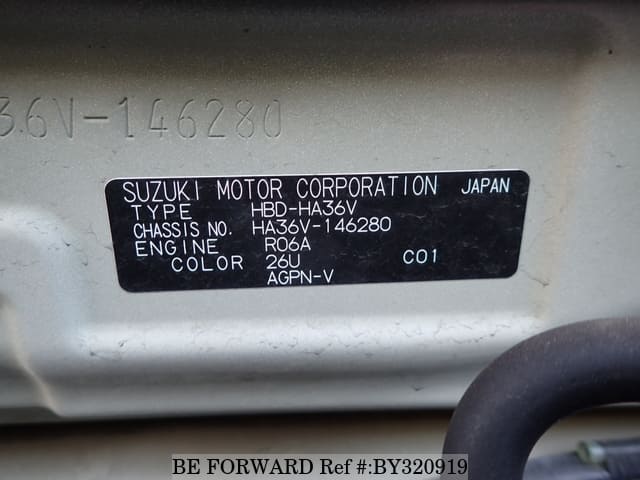 36V-146280
SUZUKI MOTOR CORPORATION JAPAN
TYPE HBD-HA36V
CHASSIS NO. HA36V-146280
ENGINE R06A
COLOR 26U C01
AGPN-V
BE FORWARD Ref #:BY320919